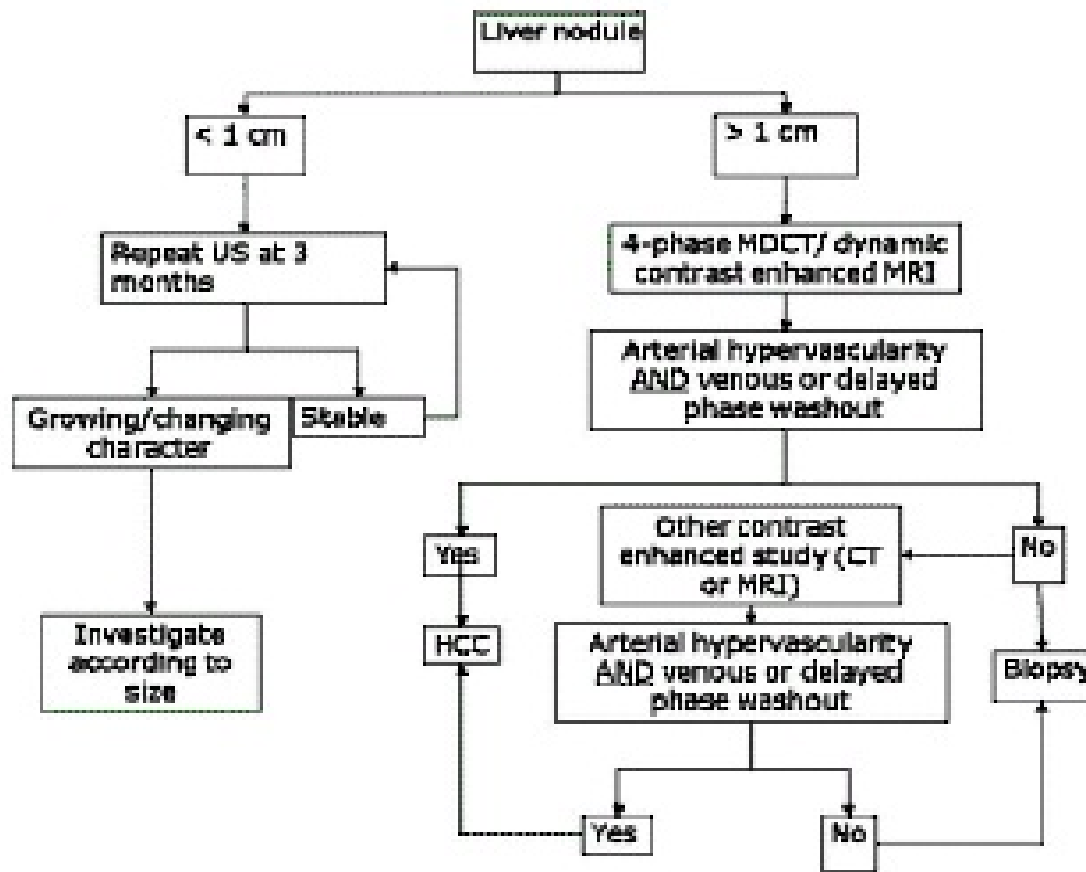 Liver nodule
< 1 cm
> 1 cm
Repeat US at 3
months
4-phase MDCT/ dynamic
contrast enhanced MRI
Arterial hypervascularity
AND venous or delayed
phase washout
Growing/changing
character
Stable
Yes
Other contrast
enhanced study (CT
or MRI)
No
Investigate
according to
size
HCC
Arterial hypervascularity
AND venous or delayed
phase washout
Biopsy
Yes
No